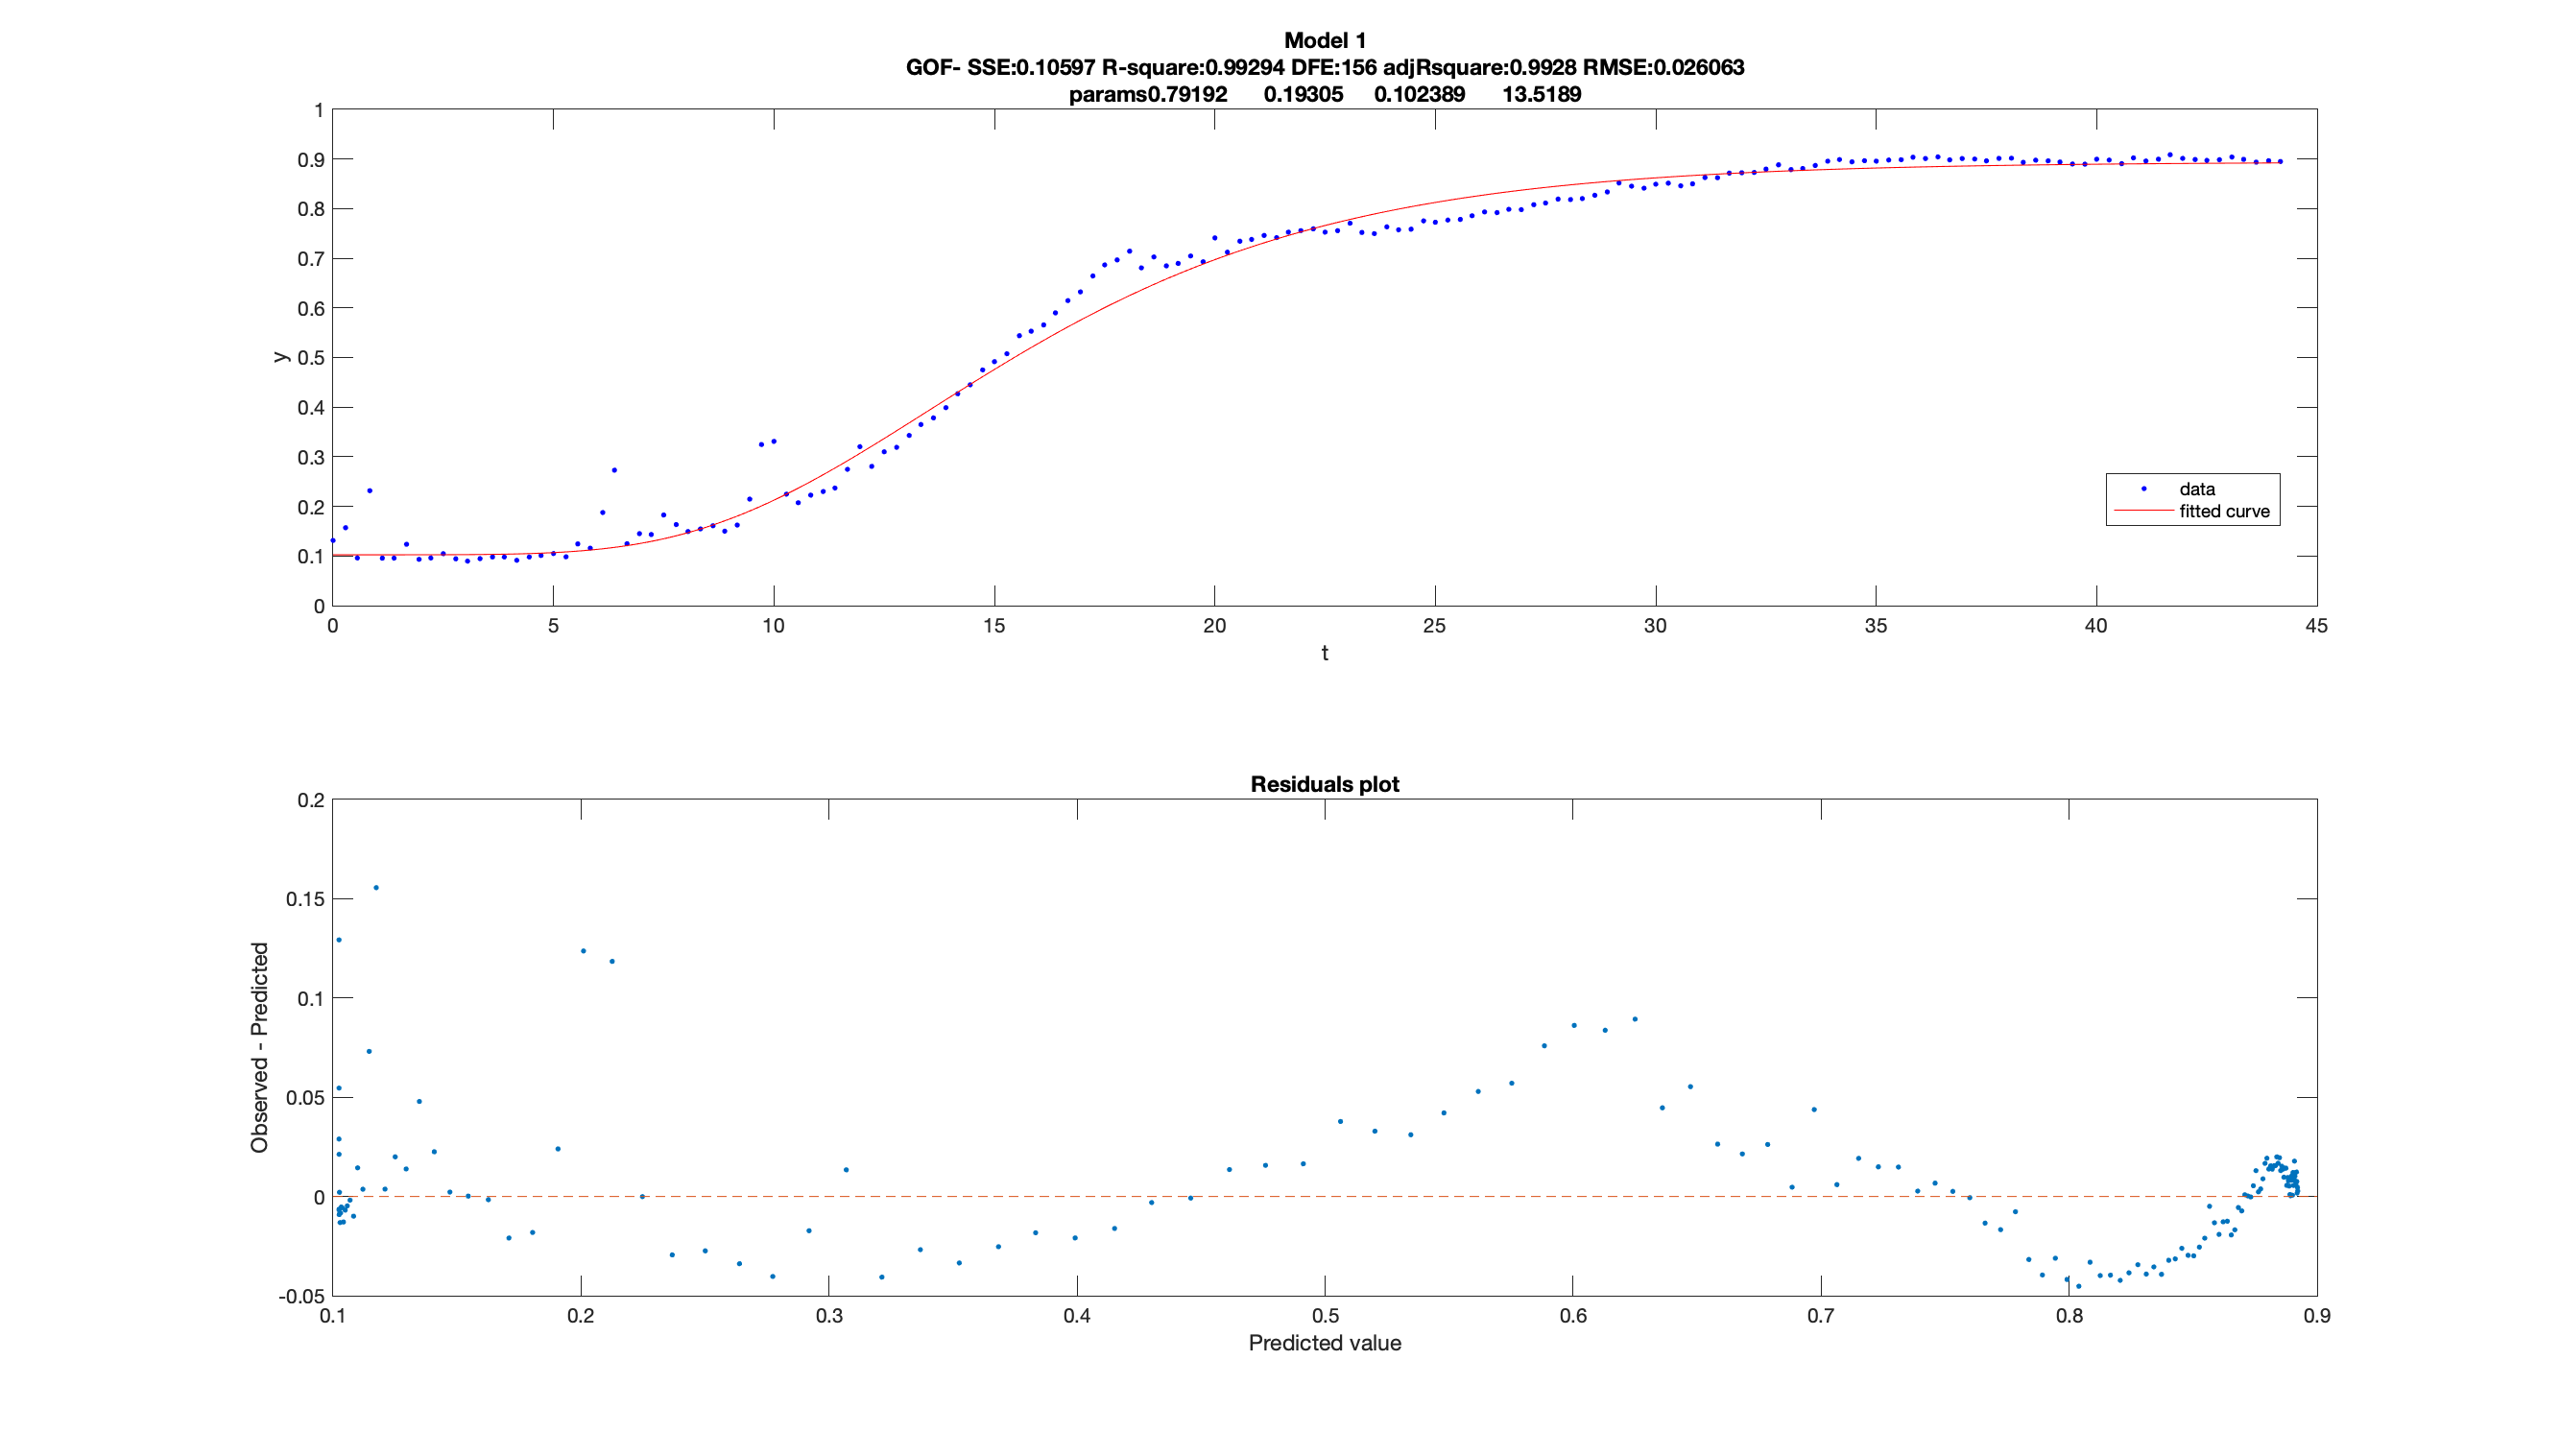 Model 1
GOF- SSE:0.10597 R-square:0.99294 DFE:156 adjRsquare:0.9928 RMSE:0.026063
params0.79192 0.19305 0.102389 13.5189
1
0.9
0.8
0.7
0.6
0.5
0.4
0.3
0.2
0.1
0
y
data
fitted curve
0 5 10 15 20 25 30 35 40 45
t
Residuals plot
0.2
0.15
0.1
0.05
0
-0.05
Observed - Predicted
0.1 0.2 0.3 0.4 0.5 0.6 0.7 0.8 0.9
Predicted value